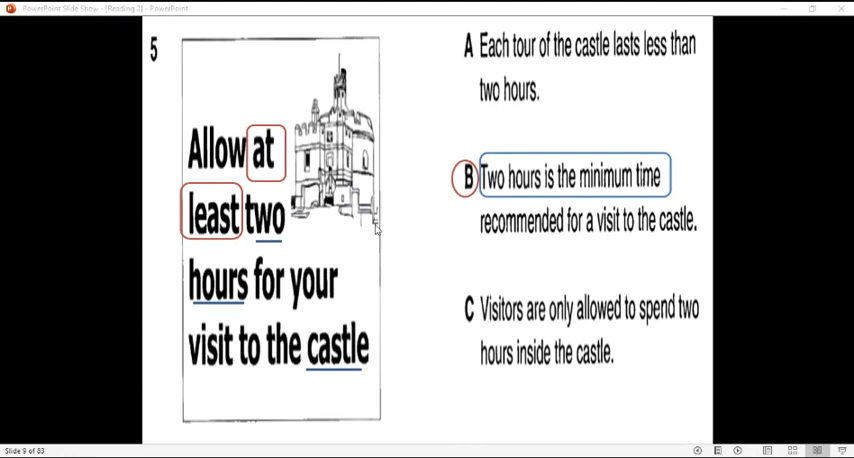 PowerPoint Slide Show - [Reading 2] - PowerPoint
5
Allow at
least two
hours for your
visit to the castle
A Each tour of the castle lasts less than
two hours.
B Two hours is the minimum time
recommended for a visit to the castle.
C Visitors are only allowed to spend two
hours inside the castle.
Slide 9 of 83